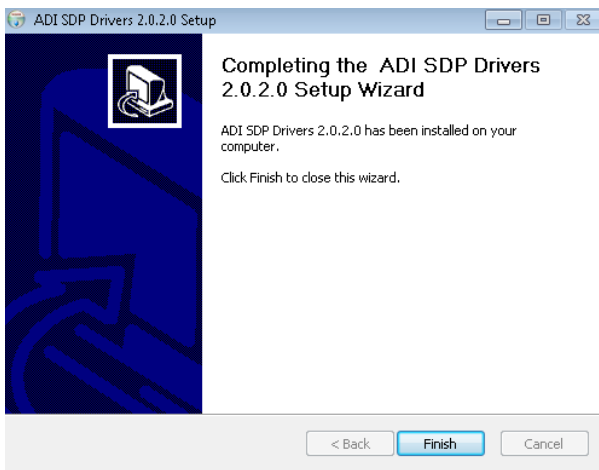 ADI SDP Drivers 2.0.2.0 Setup
Completing the ADI SDP Drivers
2.0.2.0 Setup Wizard
ADI SDP Drivers 2.0.2.0 has been installed on your
computer.
Click Finish to close this wizard.
< Back Finish Cancel